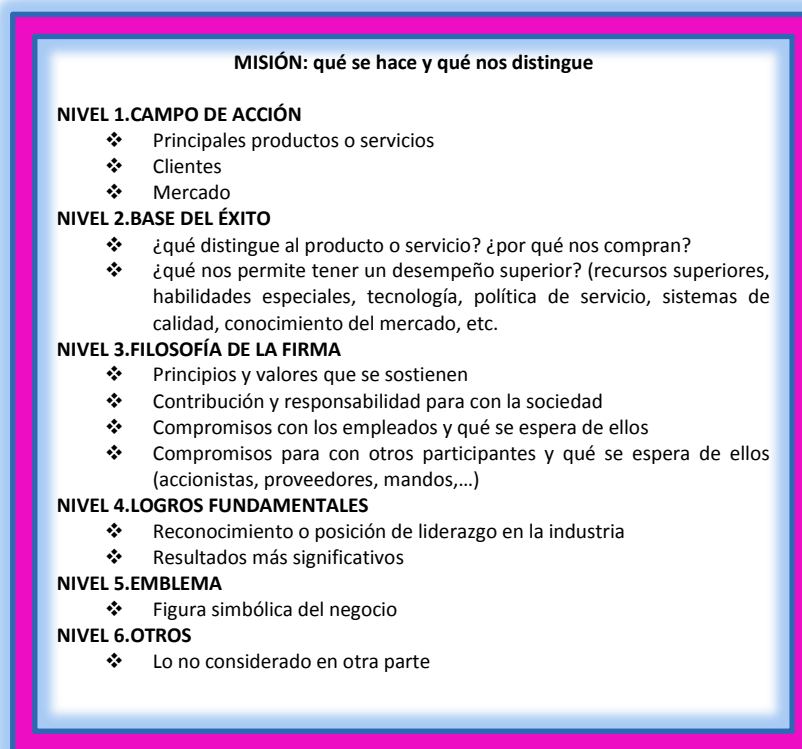 MISIÓN: qué se hace y qué nos distingue
NIVEL 1.CAMPO DE ACCIÓN
❖ Principales productos o servicios
❖ Clientes
❖ Mercado
NIVEL 2.BASE DEL ÉXITO
❖ ¿qué distingue al producto o servicio? ¿por qué nos compran?
❖ ¿qué nos permite tener un desempeño superior? (recursos superiores,
habilidades especiales, tecnología, política de servicio, sistemas de
calidad, conocimiento del mercado, etc.
NIVEL 3.FILOSOFÍA DE LA FIRMA
❖ Principios y valores que se sostienen
❖ Contribución y responsabilidad para con la sociedad
❖ Compromisos con los empleados y qué se espera de ellos
❖ Compromisos para con otros participantes y qué se espera de ellos
(accionistas, proveedores, mandos,…)
NIVEL 4.LOGROS FUNDAMENTALES
❖ Reconocimiento o posición de liderazgo en la industria
❖ Resultados más significativos
NIVEL 5.EMBLEMA
❖ Figura simbólica del negocio
NIVEL 6.OTROS
❖ Lo no considerado en otra parte